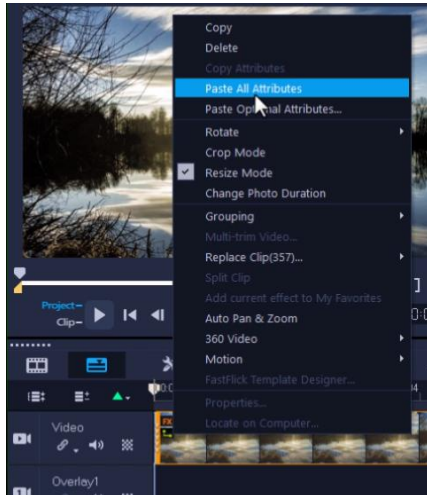 Copy
Delete
Copy Attributes
Paste All Attributes
Paste Optional Attributes...
Rotate
Crop Mode
Resize Mode
Change Photo Duration
Grouping
Multi-trim Video...
Replace Clip(357)...
Split Clip
Add current effect to My Favorites
Auto Pan & Zoom
360 Video
Motion
FastFlick Template Designer...
Properties...
Locate on Computer...
Project-
Clip-
Video
FX
Overlay1